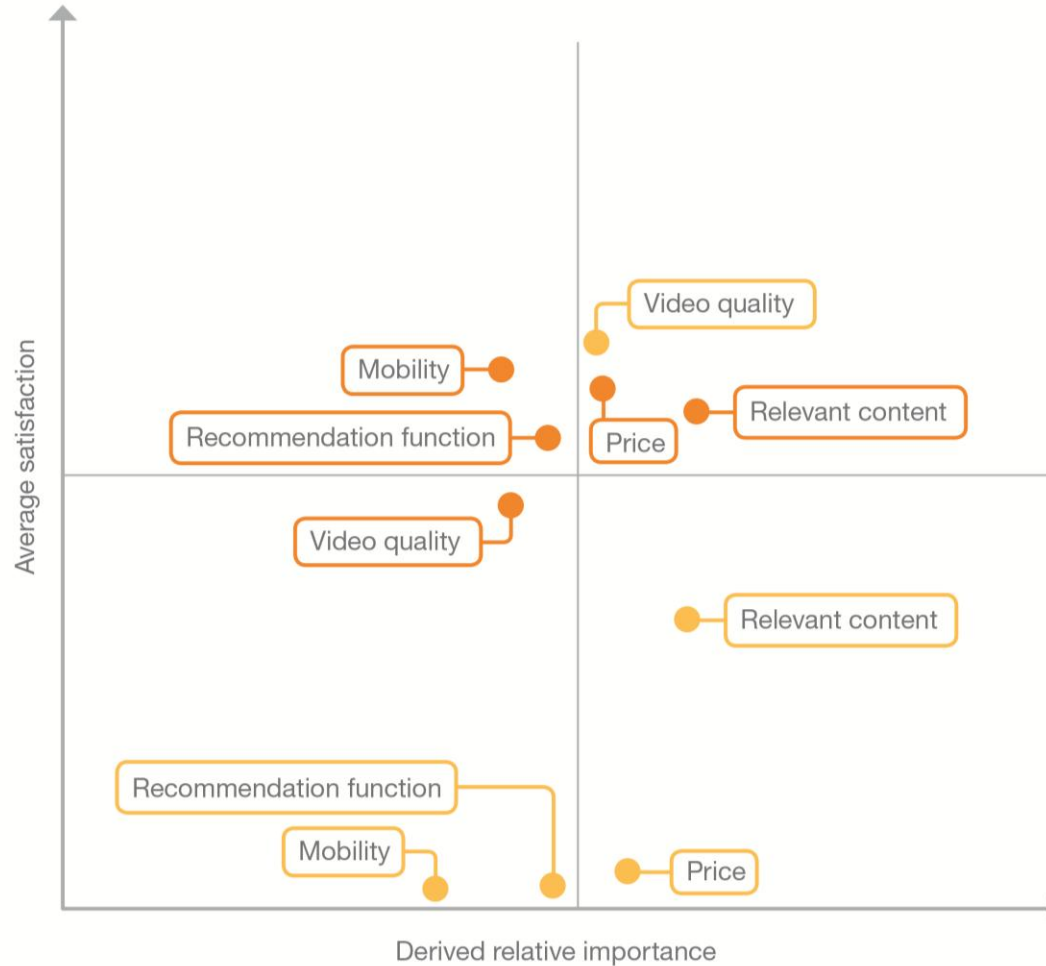 Video quality
Mobility
Relevant content
Recommendation function
Price
Average satisfaction
Video quality
Relevant content
Recommendation function
Mobility
Price
Derived relative importance